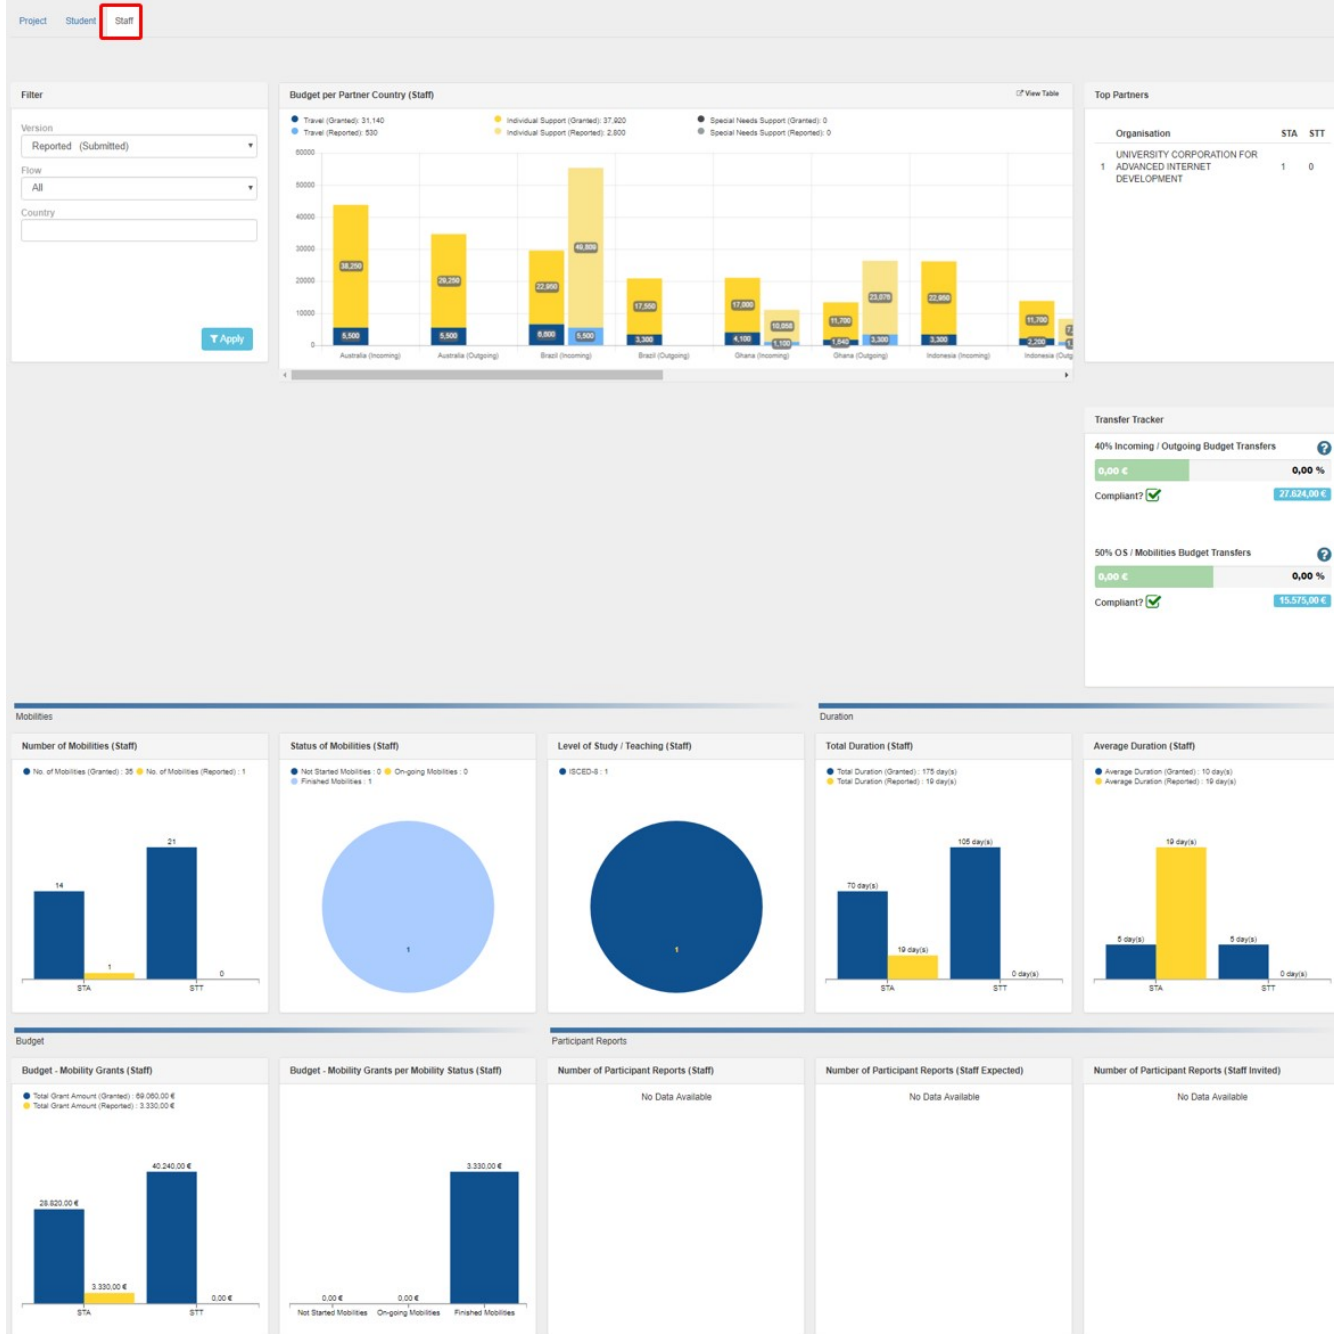 Project Student Staff
Filter
Version
Reported (Submitted)
Flow
All
Country
Apply
Budget per Partner Country (Staff)
View Table
Travel (Granted): 31,140 Individual Support (Granted): 37,920 Special Needs Support (Granted): 0
Travel (Reported): 530 Individual Support (Reported): 2,800 Special Needs Support (Reported): 0
60000
50000
40000
30000
20000
10000
0
38,250
5,500
29,250
5,500
22,950
6,600
49,809
5,500
17,550
3,300
17,000
4,100
10,058
1,100
11,700
1,640
23,076
3,300
22,950
3,300
11,700
2,200
Australia (Incoming) Australia (Outgoing) Brazil (Incoming) Brazil (Outgoing) Ghana (Incoming) Ghana (Outgoing) Indonesia (Incoming) Indonesia (Outg
Top Partners
Organisation STA STT
UNIVERSITY CORPORATION FOR
1 ADVANCED INTERNET 1 0
DEVELOPMENT
Transfer Tracker
40% Incoming / Outgoing Budget Transfers
0,00 € 0,00 %
Compliant? 27.624,00 €
50% OS / Mobilities Budget Transfers
0,00 € 0,00 %
Compliant? 15.575,00 €
Mobilities
Duration
Number of Mobilities (Staff)
No. of Mobilities (Granted) : 35 No. of Mobilities (Reported) : 1
14
1
21
0
STA STT
Status of Mobilities (Staff)
Not Started Mobilities : 0 On-going Mobilities : 0
Finished Mobilities : 1
1
Level of Study / Teaching (Staff)
ISCED-8 : 1
1
Total Duration (Staff)
Total Duration (Granted) : 175 day(s)
Total Duration (Reported) : 19 day(s)
70 day(s)
19 day(s)
105 day(s)
0 day(s)
STA STT
Average Duration (Staff)
Average Duration (Granted) : 10 day(s)
Average Duration (Reported) : 19 day(s)
5 day(s)
19 day(s)
5 day(s)
0 day(s)
STA STT
Budget
Participant Reports
Budget - Mobility Grants (Staff)
Total Grant Amount (Granted) : 69.060,00 €
Total Grant Amount (Reported) : 3.330,00 €
28.820,00 €
3.330,00 €
40.240,00 €
0.00 €
STA STT
Budget - Mobility Grants per Mobility Status (Staff)
0,00 €
0.00 €
3.330,00 €
Not Started Mobilities On-going Mobilities Finished Mobilities
Number of Participant Reports (Staff)
No Data Available
Number of Participant Reports (Staff Expected)
No Data Available
Number of Participant Reports (Staff Invited)
No Data Available